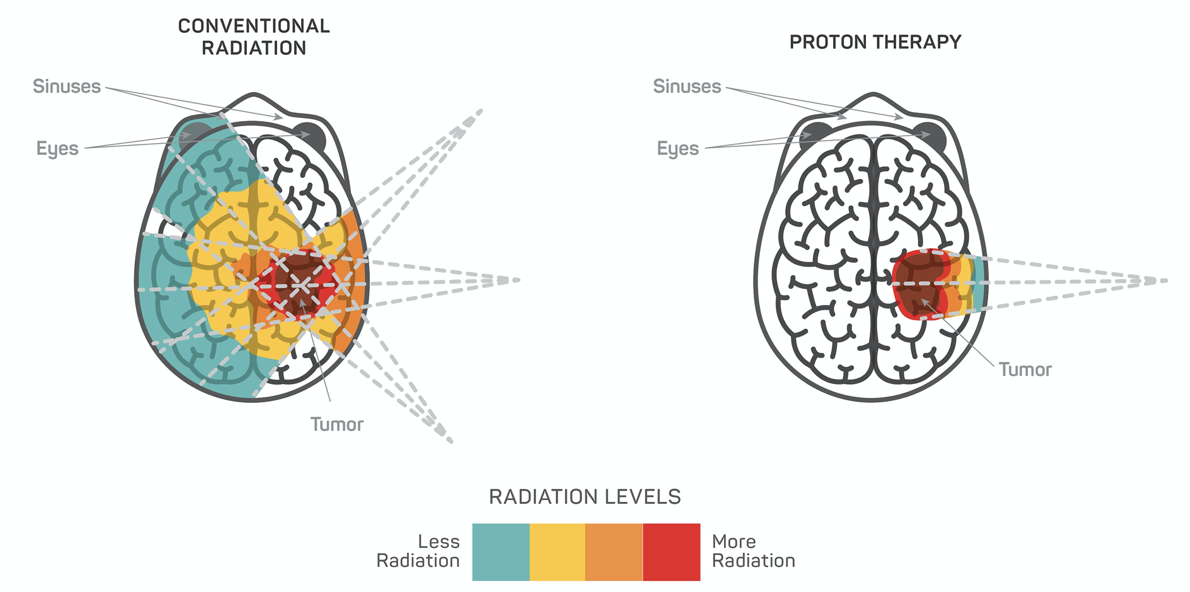 CONVENTIONAL
RADIATION
Sinuses
Eyes
Tumor
PROTON THERAPY
Sinuses
Eyes
Tumor
RADIATION LEVELS
Less
Radiation
More
Radiation